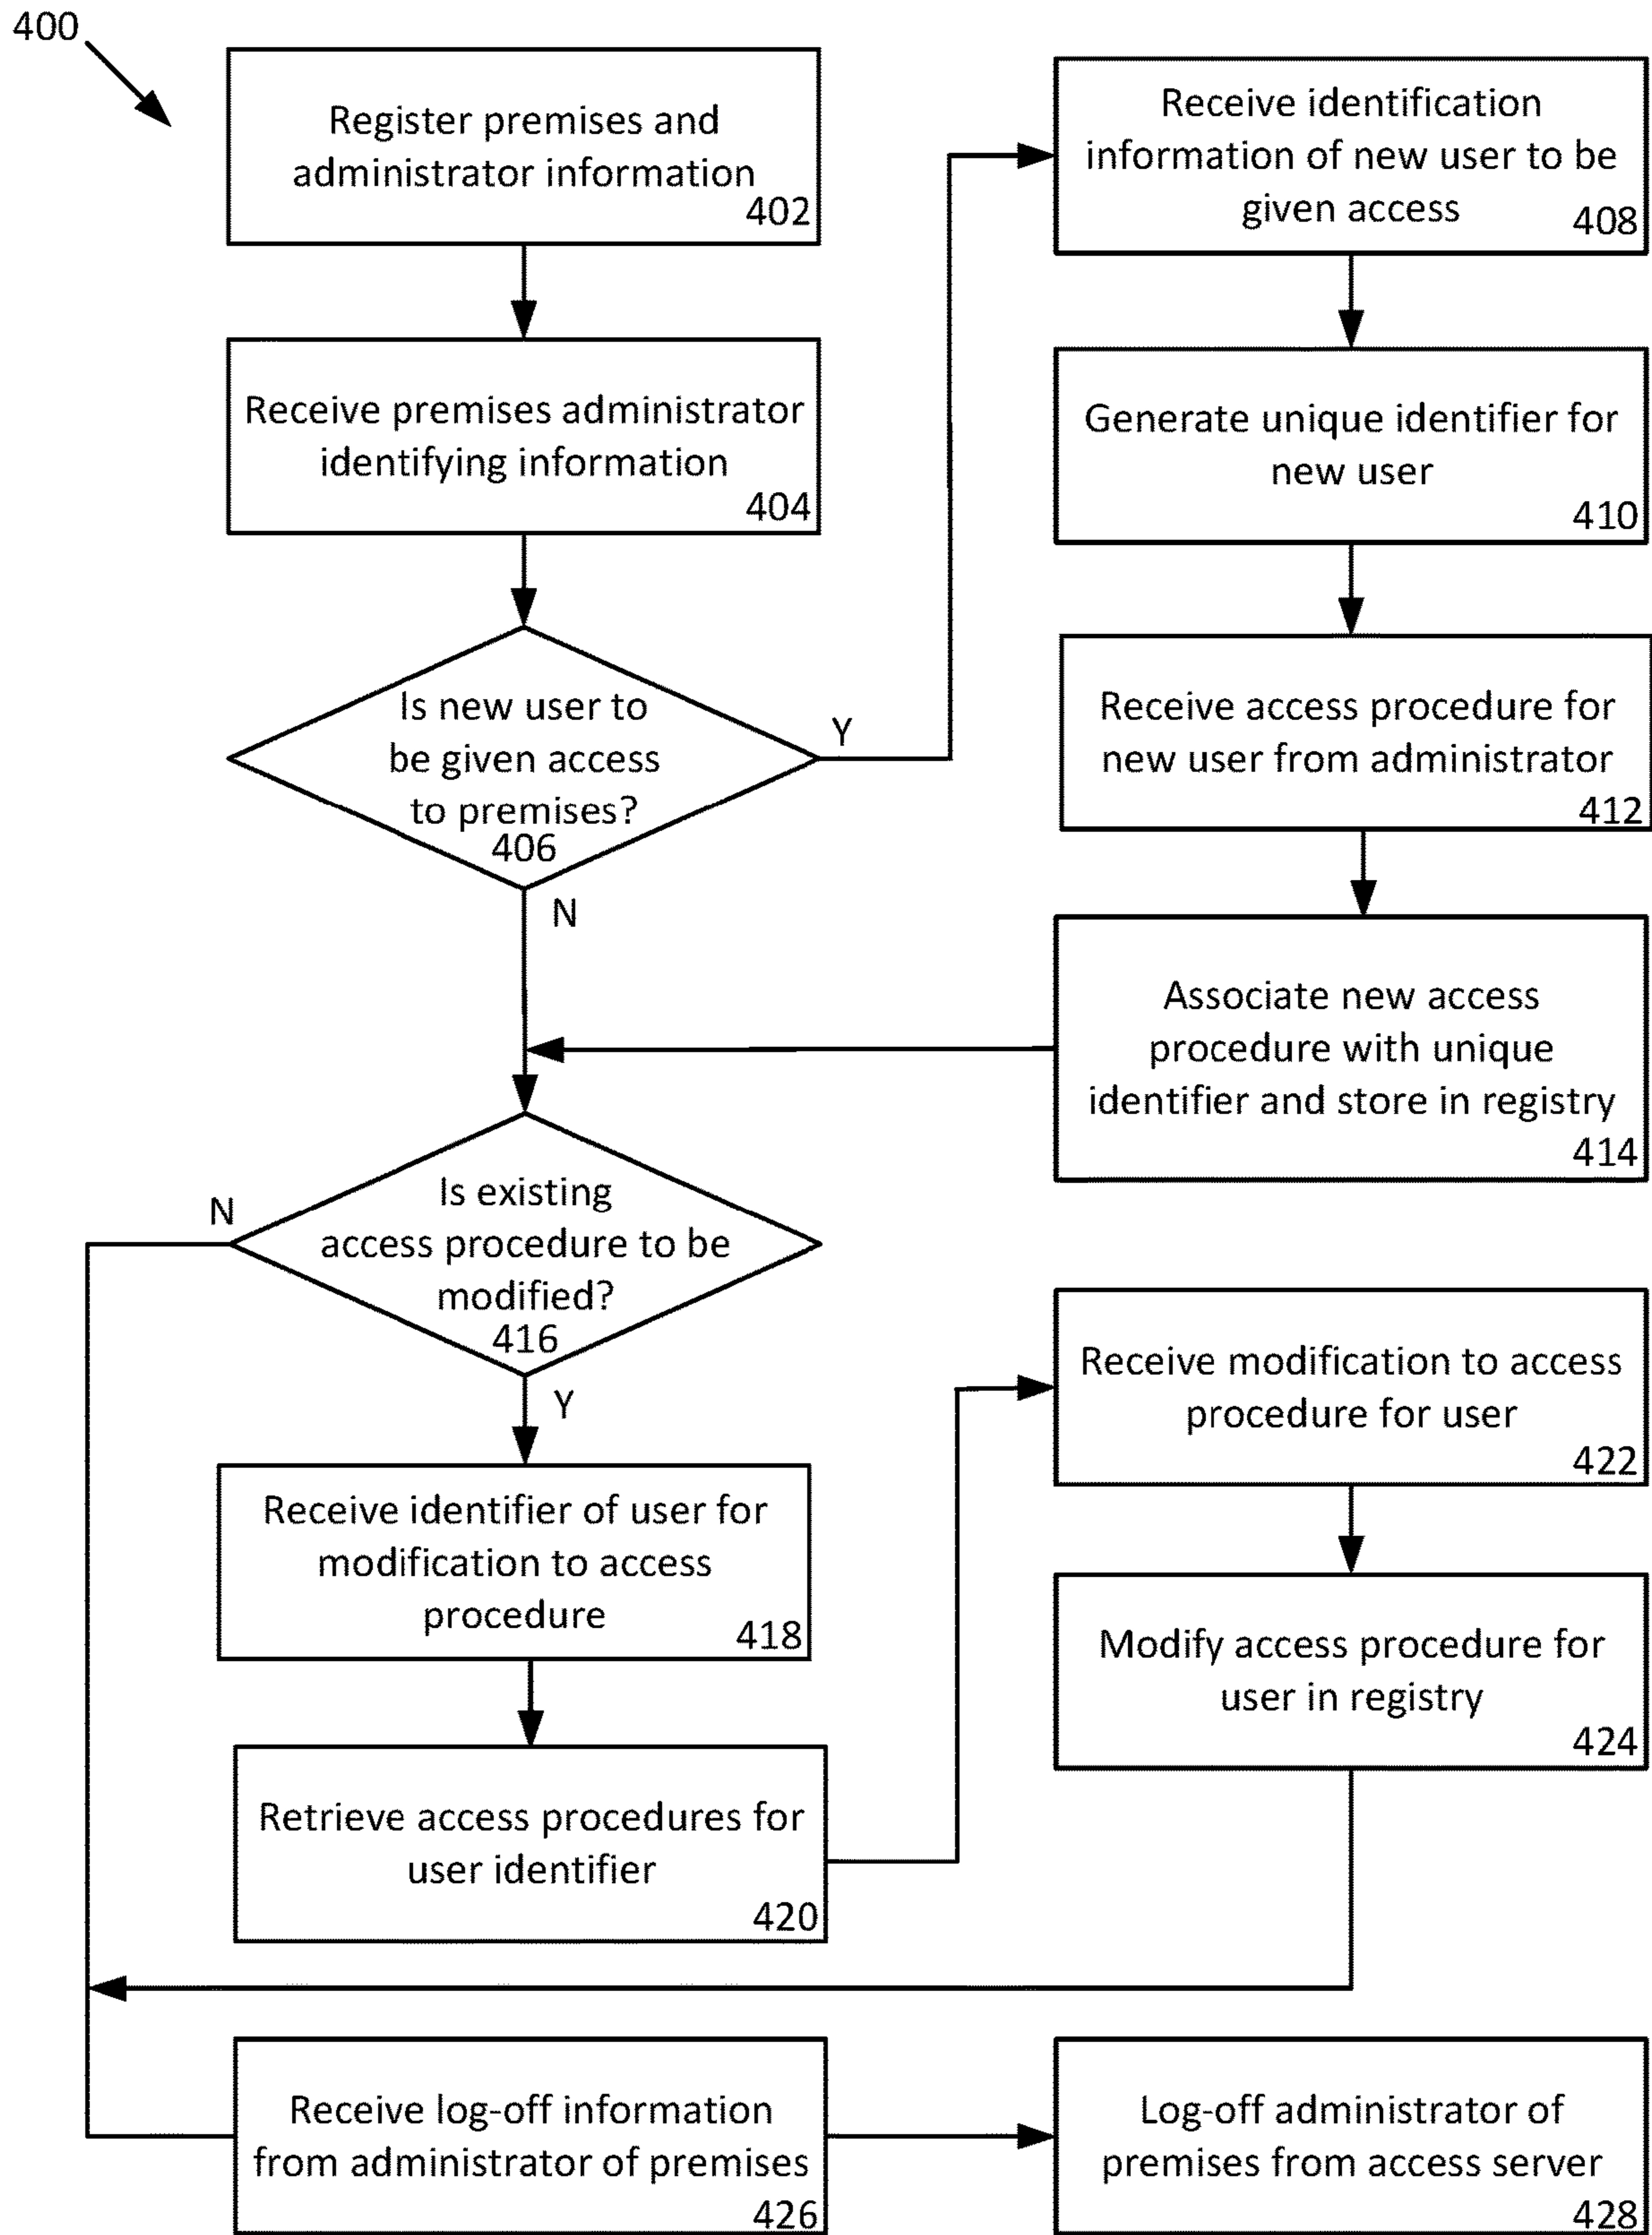 400
Register premises and
administrator information
402
Receive premises administrator
identifying information
404
Is new user to
be given access
to premises?
406
Y
N
Receive identification
information of new user to be
given access
408
Generate unique identifier for
new user
410
Receive access procedure for
new user from administrator
412
Associate new access
procedure with unique
identifier and store in registry
414
Is existing
access procedure to be
modified?
416
N
Y
Receive identifier of user for
modification to access
procedure
418
Retrieve access procedures for
user identifier
420
Receive modification to access
procedure for user
422
Modify access procedure for
user in registry
424
Receive log-off information
from administrator of premises
426
Log-off administrator of
premises from access server
428